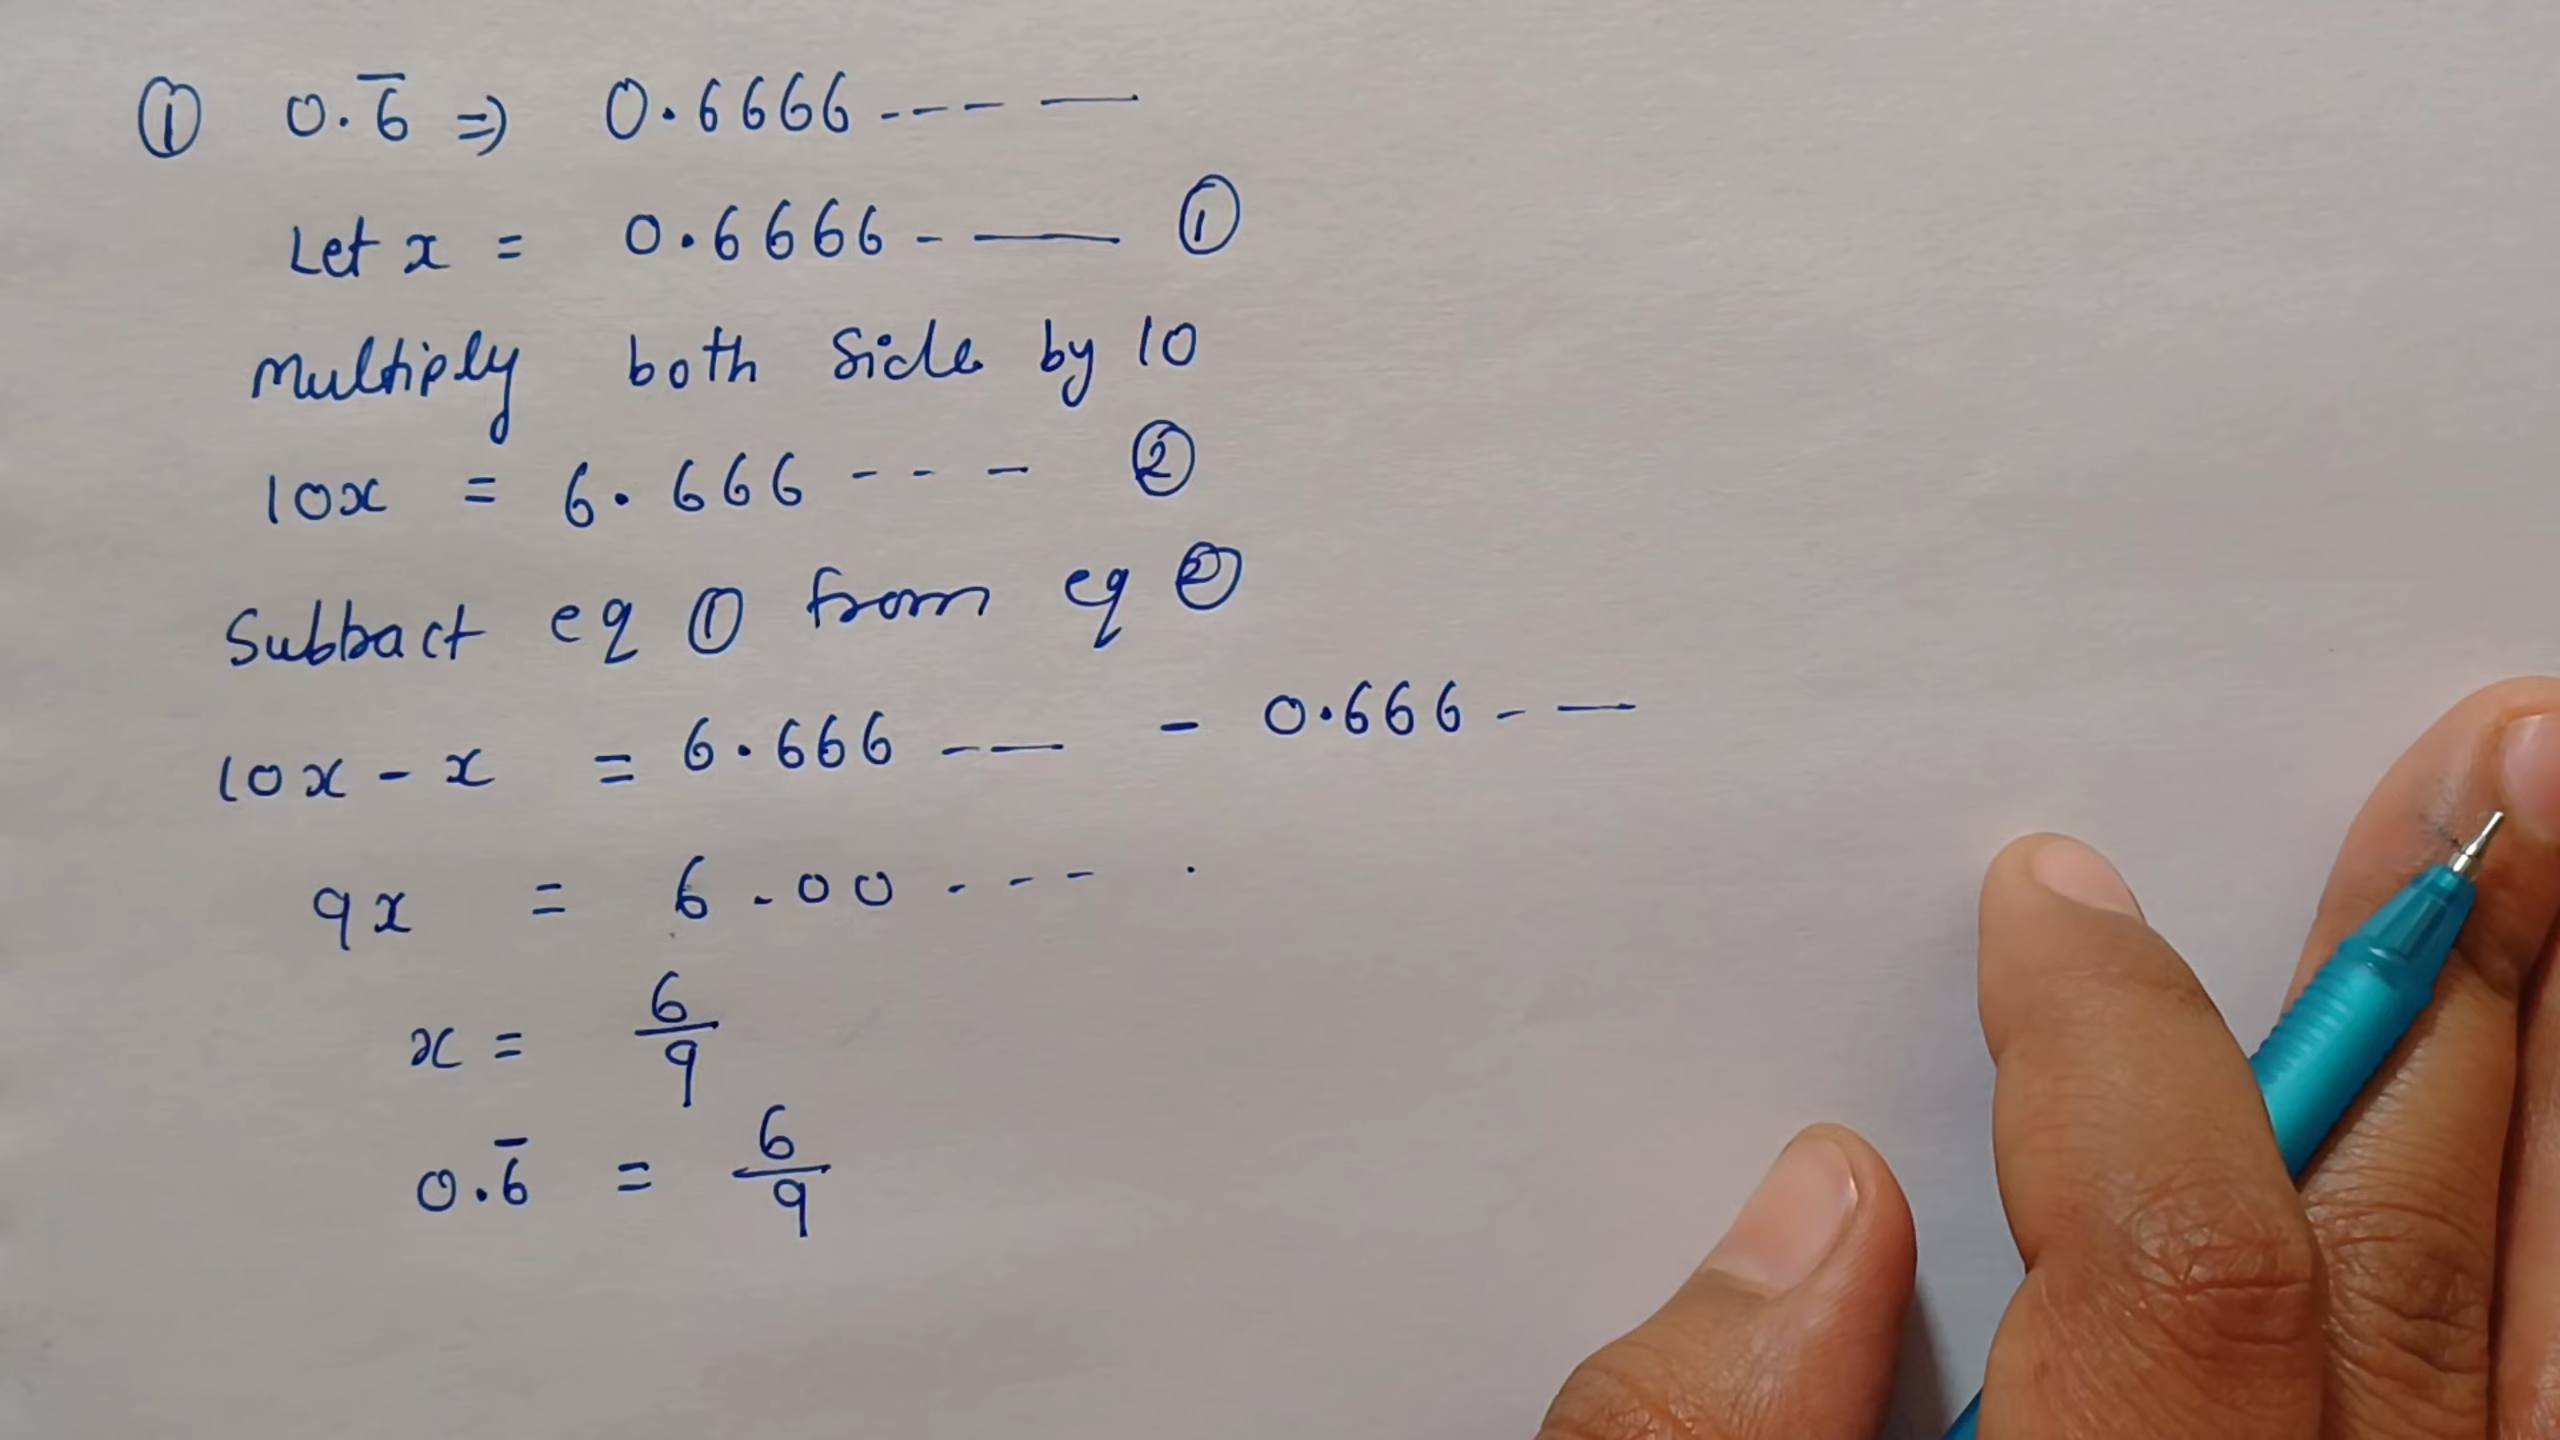 ① 0.6̅ ⇒ 0.6666---- —
Let x = 0.6666- —— ①
Multiply both side by 10
10x = 6.666 - - - ②
Subtract eq ① from eq ②
10x - x = 6.666 -— - 0.666 - —
9x = 6.00 - - - .
x = 6/9
0.6̅ = 6/9